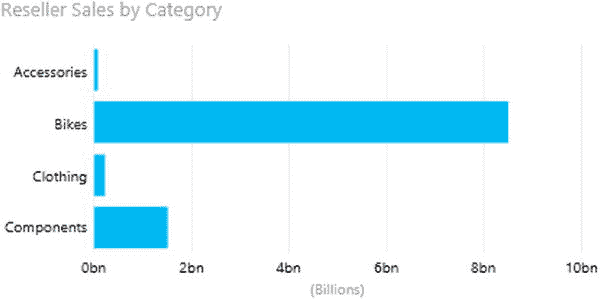 Reseller Sales by Category
Accessories
Bikes
Clothing
Components
0bn 2bn 4bn 6bn 8bn 10bn
(Billions)